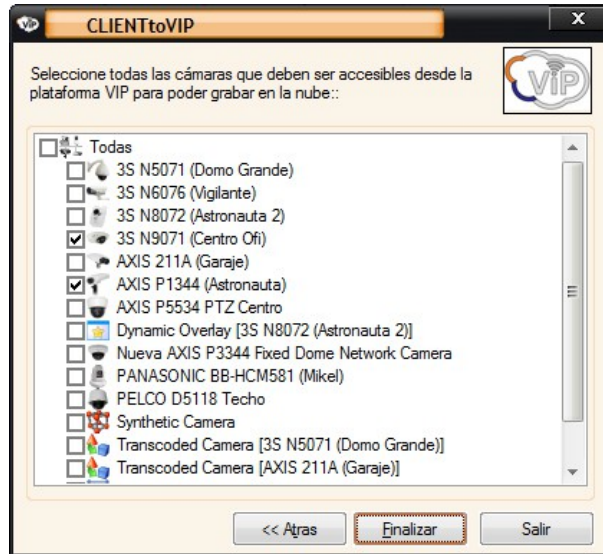 CLIENTtoVIP
x
Seleccione todas las cámaras que deben ser accesibles desde la
plataforma VIP para poder grabar en la nube::
ViP
Todas
3S N5071 (Domo Grande)
3S N6076 (Vigilante)
3S N8072 (Astronauta 2)
3S N9071 (Centro Ofi)
AXIS 211A (Garaje)
AXIS P1344 (Astronauta)
AXIS P5534 PTZ Centro
Dynamic Overlay [3S N8072 (Astronauta 2)]
Nueva AXIS P3344 Fixed Dome Network Camera
PANASONIC BB-HCM581 (Mikel)
PELCO D5118 Techo
Synthetic Camera
Transcoded Camera [3S N5071 (Domo Grande)]
Transcoded Camera [AXIS 211A (Garaje)]
<< Atras Finalizar Salir